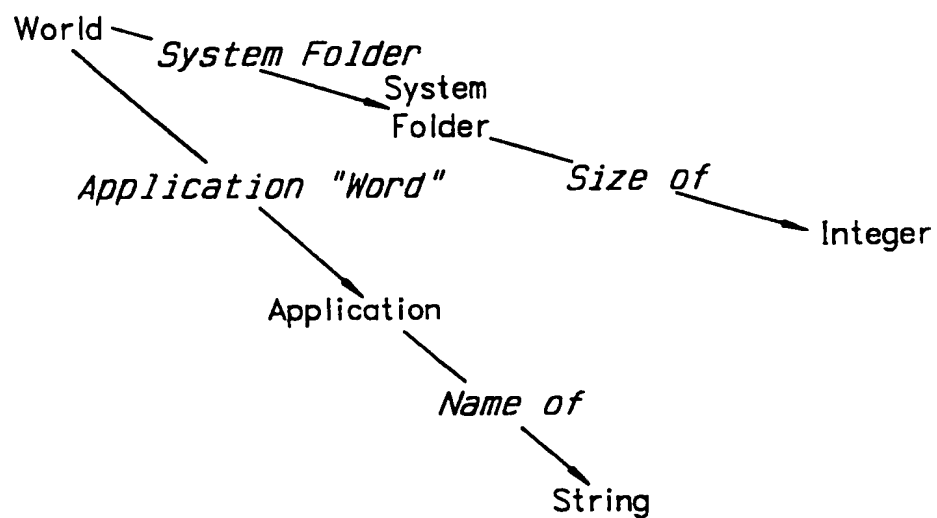 World
System Folder
System
Folder
Application "Word"
Size of
Integer
Application
Name of
String